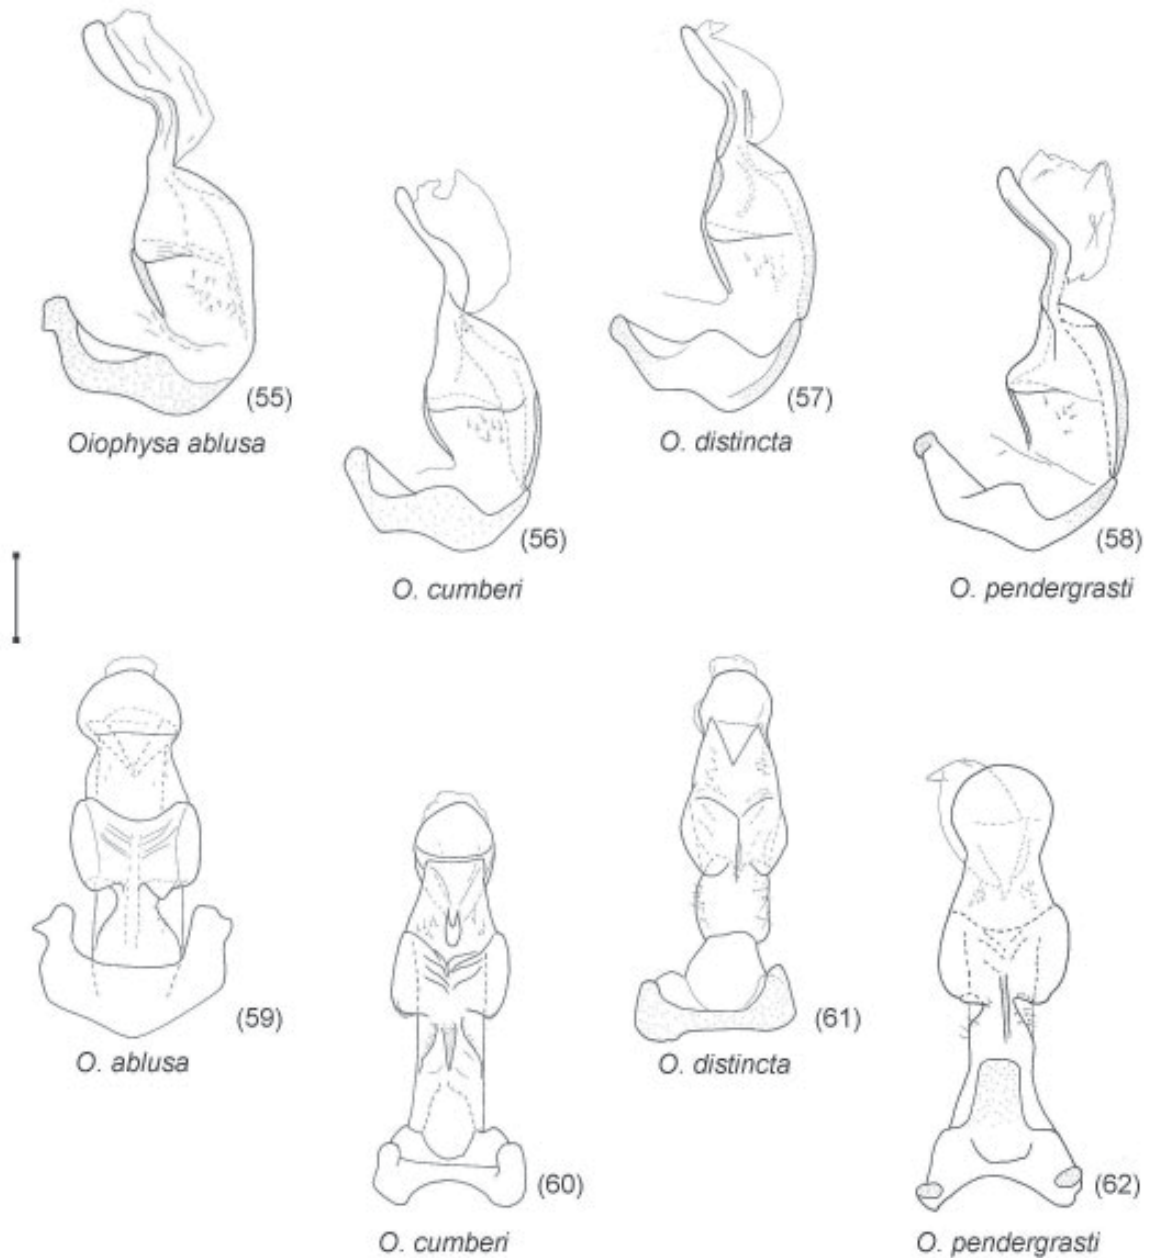 (55)
Oiophysa ablusa
(57)
O. distincta
(56)
O. cumberi
(58)
O. pendergrasti
(59)
O. ablusa
(61)
O. distincta
(60)
O. cumberi
(62)
O. pendergrasti